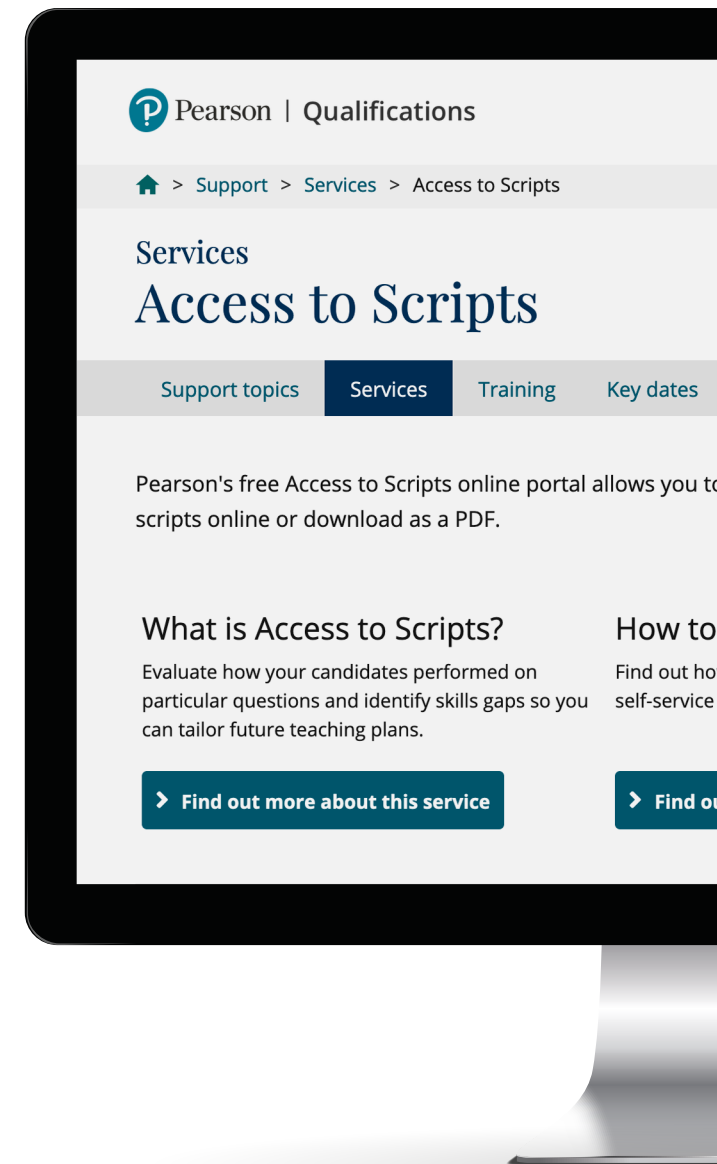 Pearson | Qualifications
> Support > Services > Access to Scripts
Services
Access to Scripts
Support topics Services Training Key dates
Pearson's free Access to Scripts online portal allows you
scripts online or download as a PDF.
What is Access to Scripts?
Evaluate how your candidates performed on
particular questions and identify skills gaps so you
can tailor future teaching plans.
> Find out more about this service
How to
Find out
self-service
> Find